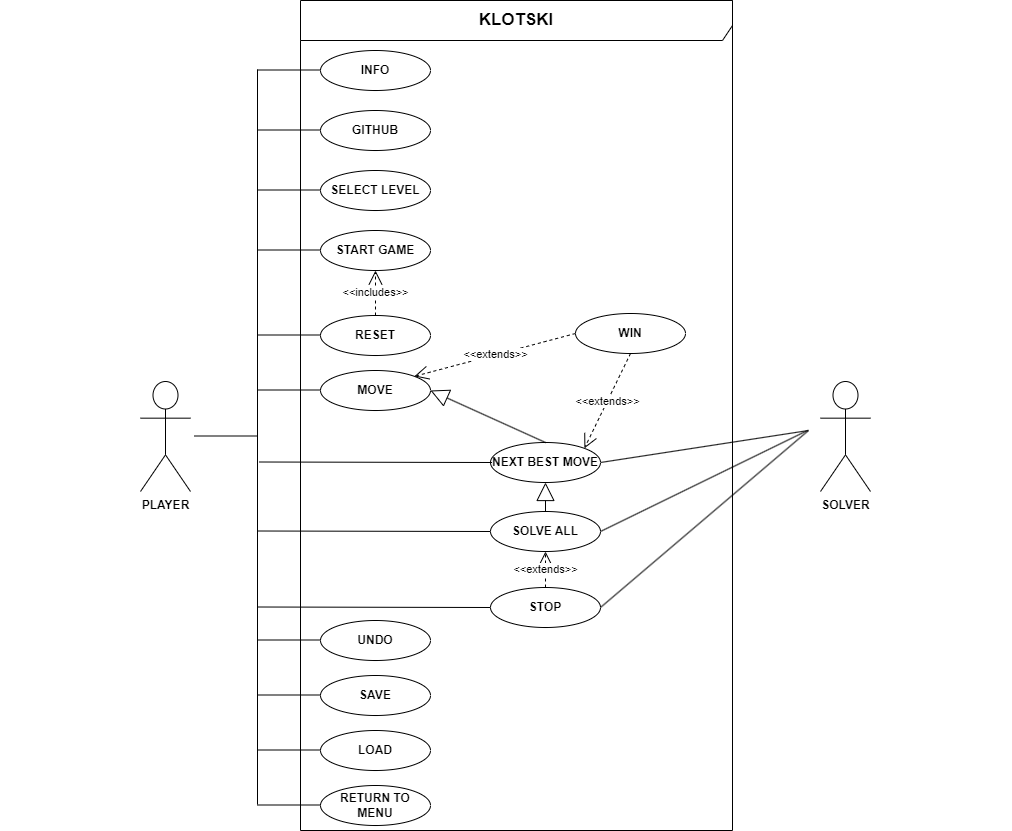 KLOTSKI
INFO
GITHUB
SELECT LEVEL
START GAME
<<includes>>
RESET
WIN
<<extends>>
MOVE
<<extends>>
NEXT BEST MOVE
PLAYER
SOLVER
SOLVE ALL
<<extends>>
STOP
UNDO
SAVE
LOAD
RETURN TO
MENU